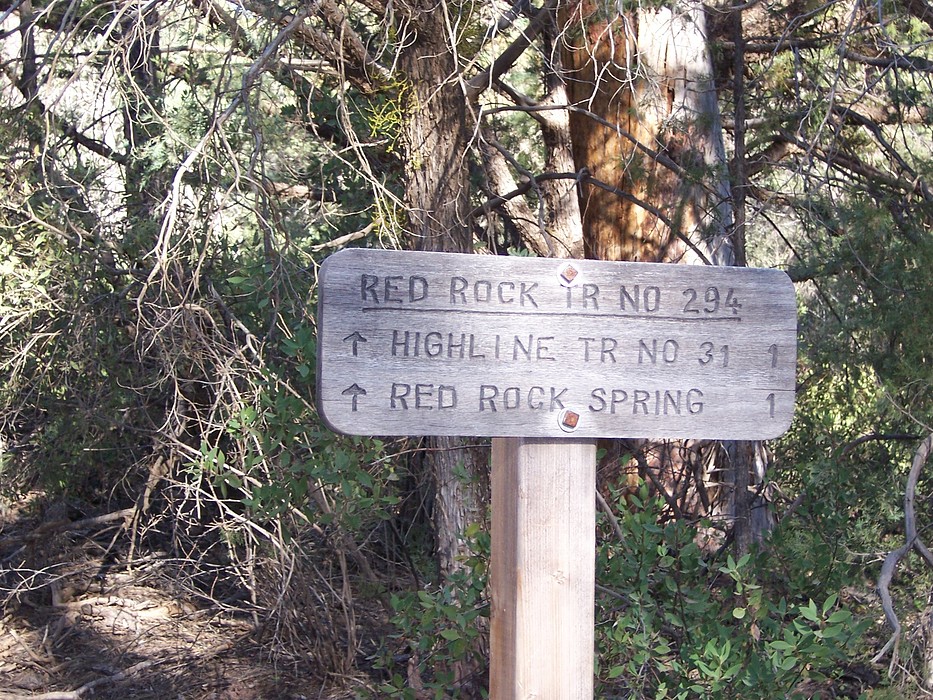 RED ROCK TR NO 294
↑ HIGHLINE TR NO 31 1
↑ RED ROCK SPRING 1